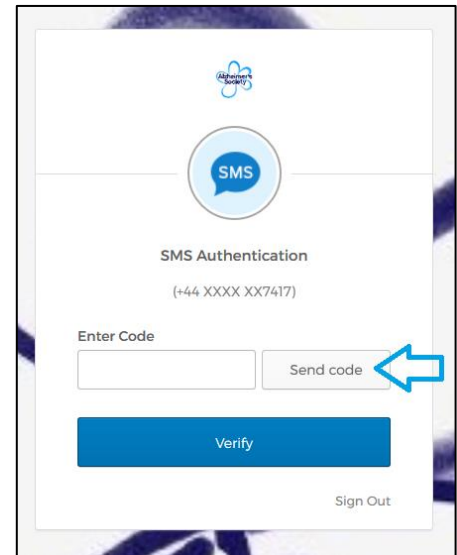 Alzheimer's
Society
SMS
SMS Authentication
(+44 XXXX XX7417)
Enter Code
Send code
Verify
Sign Out